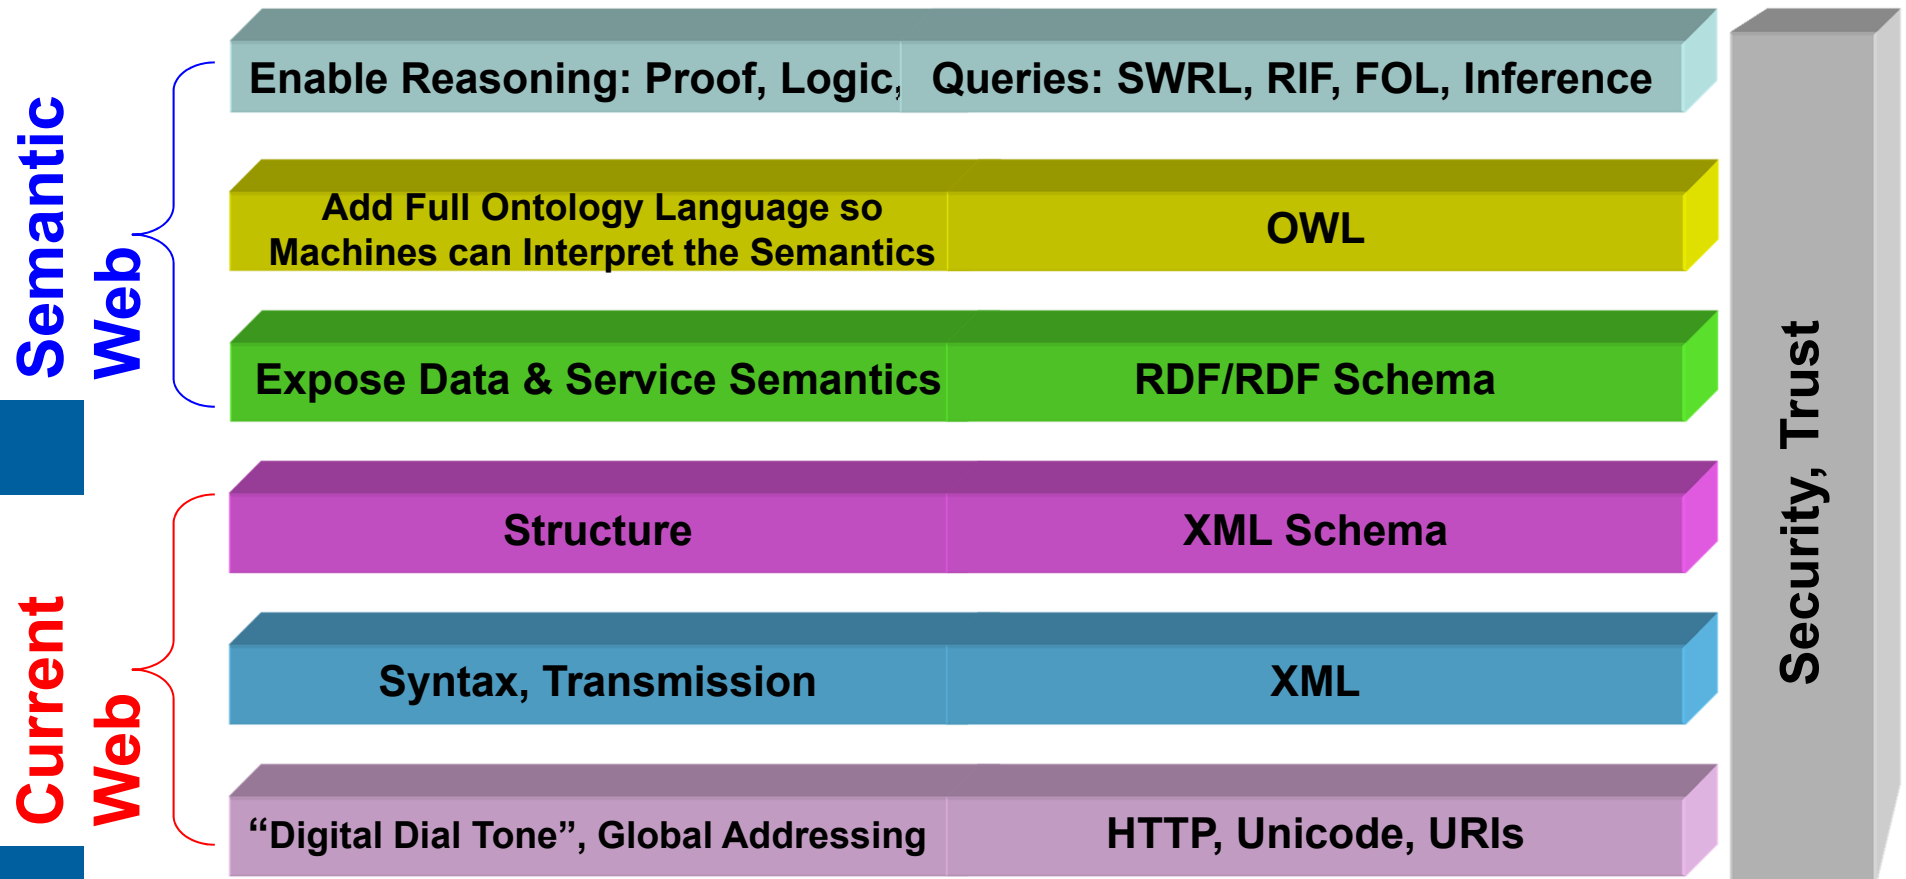 Semantic
Web
Enable Reasoning: Proof, Logic,
Queries: SWRL, RIF, FOL, Inference
Add Full Ontology Language so
Machines can Interpret the Semantics
OWL
Expose Data & Service Semantics
RDF/RDF Schema
Current
Web
Structure
XML Schema
Syntax, Transmission
XML
“Digital Dial Tone”, Global Addressing
HTTP, Unicode, URIs
Security, Trust